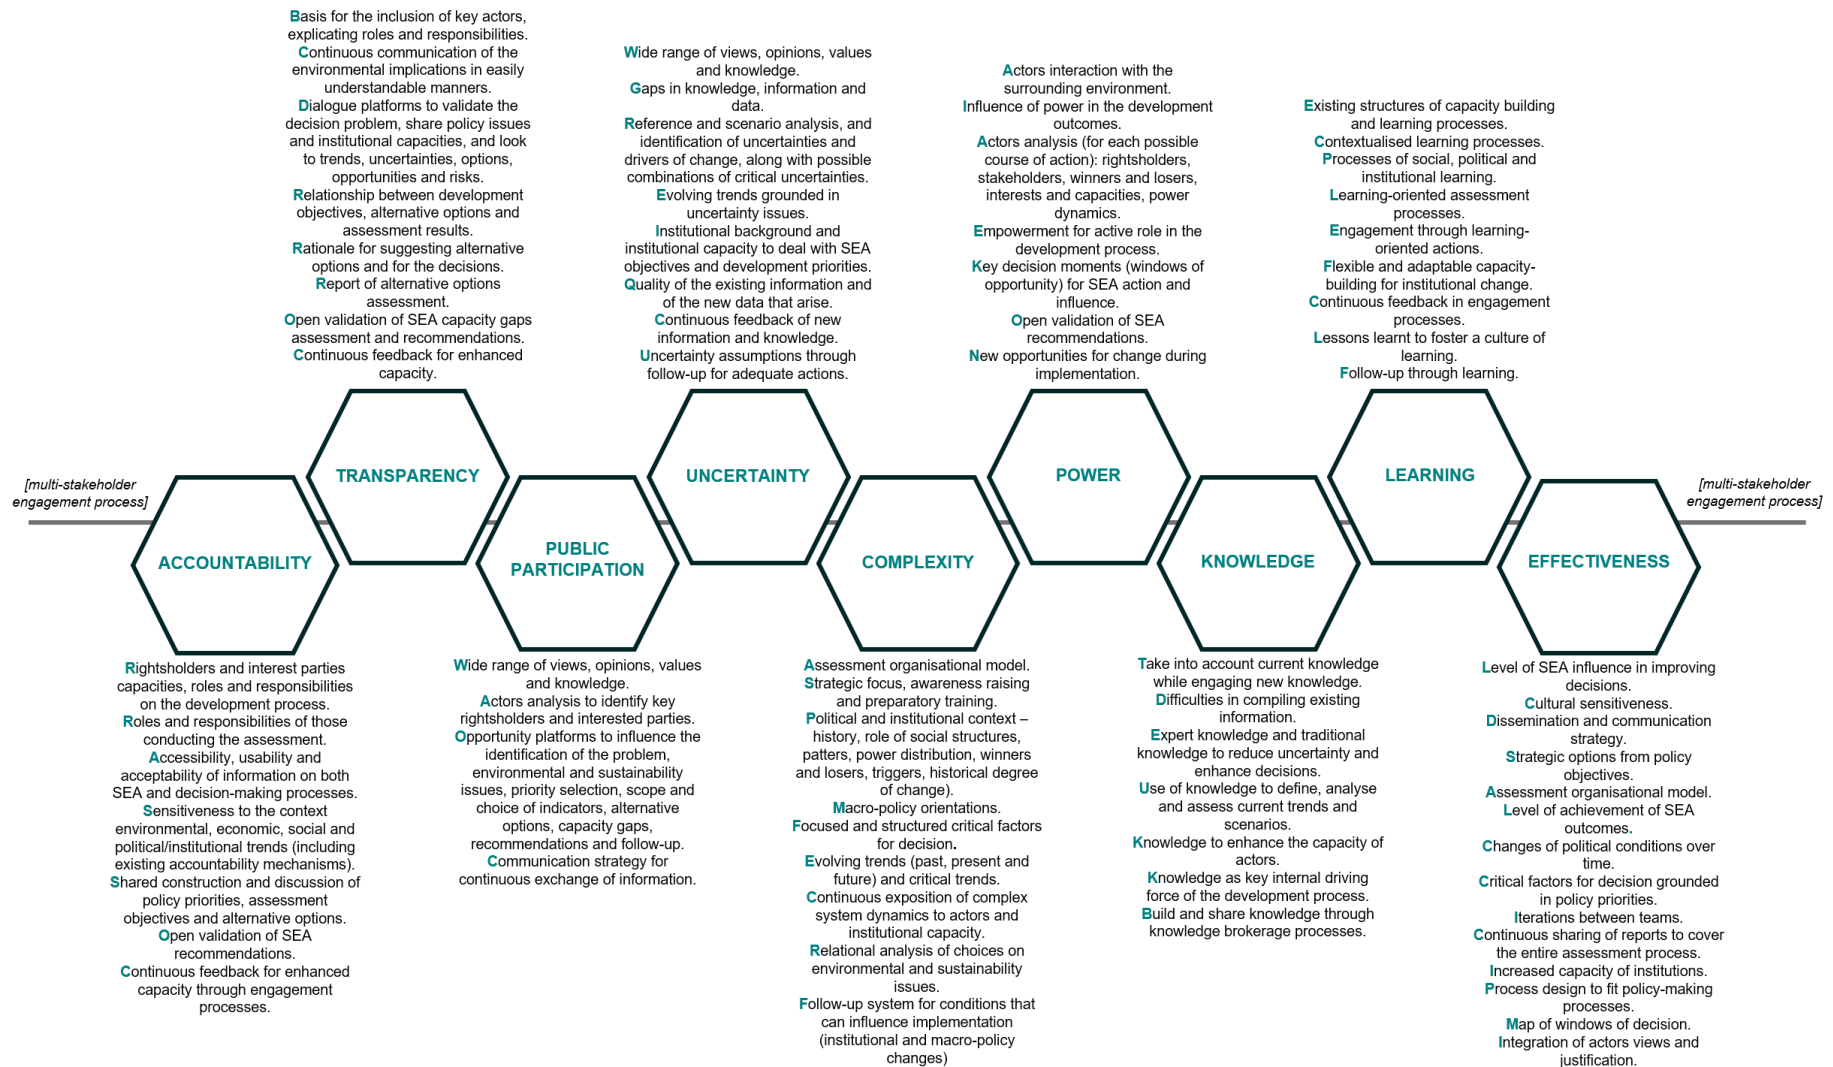 Basis for the inclusion of key actors,
explicating roles and responsibilities.
Continuous communication of the
environmental implications in easily
understandable manners.
Dialogue platforms to validate the
decision problem, share policy issues
and institutional capacities, and look
to trends, uncertainties, options,
opportunities and risks.
Relationship between development
objectives, alternative options and
assessment results.
Rationale for suggesting alternative
options and for the decisions.
Report of alternative options
assessment.
Open validation of SEA capacity gaps
assessment and recommendations.
Continuous feedback for enhanced
capacity.
Wide range of views, opinions, values
and knowledge.
Gaps in knowledge, information and
data.
Reference and scenario analysis, and
identification of uncertainties and
drivers of change, along with possible
combinations of critical uncertainties.
Evolving trends grounded in
uncertainty issues.
Institutional background and
institutional capacity to deal with SEA
objectives and development priorities.
Quality of the existing information and
of the new data that arise.
Continuous feedback of new
information and knowledge.
Uncertainty assumptions through
follow-up for adequate actions.
Actors interaction with the
surrounding environment.
Influence of power in the development
outcomes.
Actors analysis (for each possible
course of action): rightsholders,
stakeholders, winners and losers,
interests and capacities, power
dynamics.
Empowerment for active role in the
development process.
Key decision moments (windows of
opportunity) for SEA action and
influence.
Open validation of SEA
recommendations.
New opportunities for change during
implementation.
Existing structures of capacity building
and learning processes.
Contextualised learning processes.
Processes of social, political and
institutional learning.
Learning-oriented assessment
processes.
Engagement through learning-
oriented actions.
Flexible and adaptable capacity-
building for institutional change.
Continuous feedback in engagement
processes.
Lessons learnt to foster a culture of
learning.
Follow-up through learning.
[multi-stakeholder
engagement process]
ACCOUNTABILITY
TRANSPARENCY
PUBLIC
PARTICIPATION
UNCERTAINTY
COMPLEXITY
POWER
KNOWLEDGE
LEARNING
EFFECTIVENESS
[multi-stakeholder
engagement process]
Rightsholders and interest parties
capacities, roles and responsibilities
on the development process.
Roles and responsibilities of those
conducting the assessment.
Accessibility, usability and
acceptability of information on both
SEA and decision-making processes.
Sensitiveness to the context
environmental, economic, social and
political/institutional trends (including
existing accountability mechanisms).
Shared construction and discussion of
policy priorities, assessment
objectives and alternative options.
Open validation of SEA
recommendations.
Continuous feedback for enhanced
capacity through engagement
processes.
Wide range of views, opinions, values
and knowledge.
Actors analysis to identify key
rightsholders and interested parties.
Opportunity platforms to influence the
identification of the problem,
environmental and sustainability
issues, priority selection, scope and
choice of indicators, alternative
options, capacity gaps,
recommendations and follow-up.
Communication strategy for
continuous exchange of information.
Assessment organisational model.
Strategic focus, awareness raising
and preparatory training.
Political and institutional context –
history, role of social structures,
patters, power distribution, winners
and losers, triggers, historical degree
of change).
Macro-policy orientations.
Focused and structured critical factors
for decision.
Evolving trends (past, present and
future) and critical trends.
Continuous exposition of complex
system dynamics to actors and
institutional capacity.
Relational analysis of choices on
environmental and sustainability
issues.
Follow-up system for conditions that
can influence implementation
(institutional and macro-policy
changes)
Take into account current knowledge
while engaging new knowledge.
Difficulties in compiling existing
information.
Expert knowledge and traditional
knowledge to reduce uncertainty and
enhance decisions.
Use of knowledge to define, analyse
and assess current trends and
scenarios.
Knowledge to enhance the capacity of
actors.
Knowledge as key internal driving
force of the development process.
Build and share knowledge through
knowledge brokerage processes.
Level of SEA influence in improving
decisions.
Cultural sensitiveness.
Dissemination and communication
strategy.
Strategic options from policy
objectives.
Assessment organisational model.
Level of achievement of SEA
outcomes.
Changes of political conditions over
time.
Critical factors for decision grounded
in policy priorities.
Iterations between teams.
Continuous sharing of reports to cover
the entire assessment process.
Increased capacity of institutions.
Process design to fit policy-making
processes.
Map of windows of decision.
Integration of actors views and
justification.